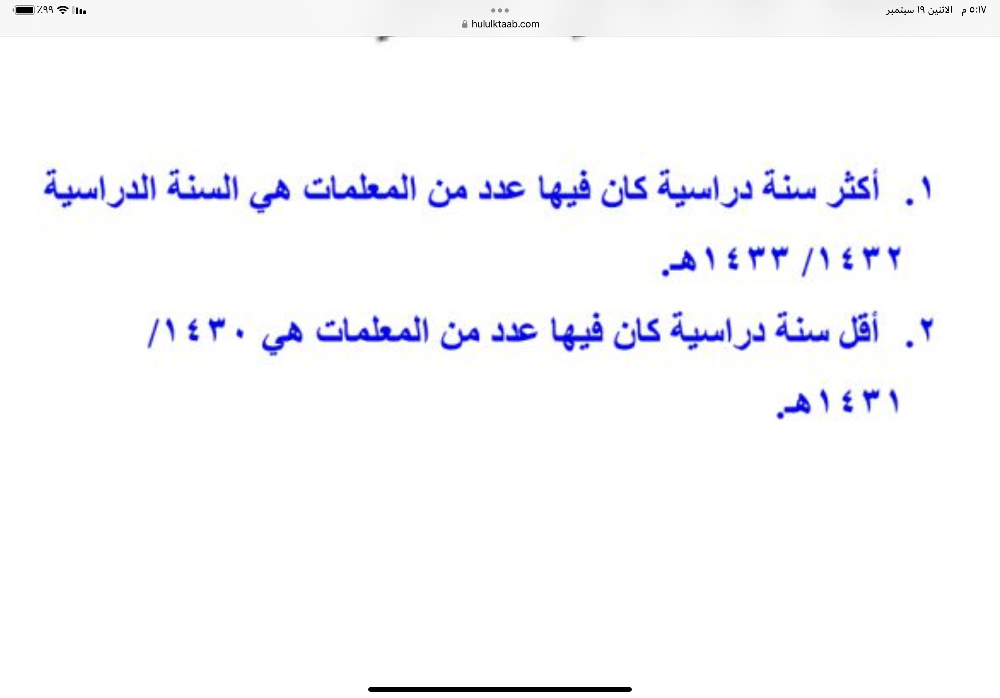 ٥:١٧ م الاثنين ١٩ سبتمبر
٪٩٩
hululktaab.com
١. أكثر سنة دراسية كان فيها عدد من المعلمات هي السنة الدراسية
١٤٣٢/ ١٤٣٣هـ.
٢. أقل سنة دراسية كان فيها عدد من المعلمات هي ١٤٣٠/
١٤٣١هـ.